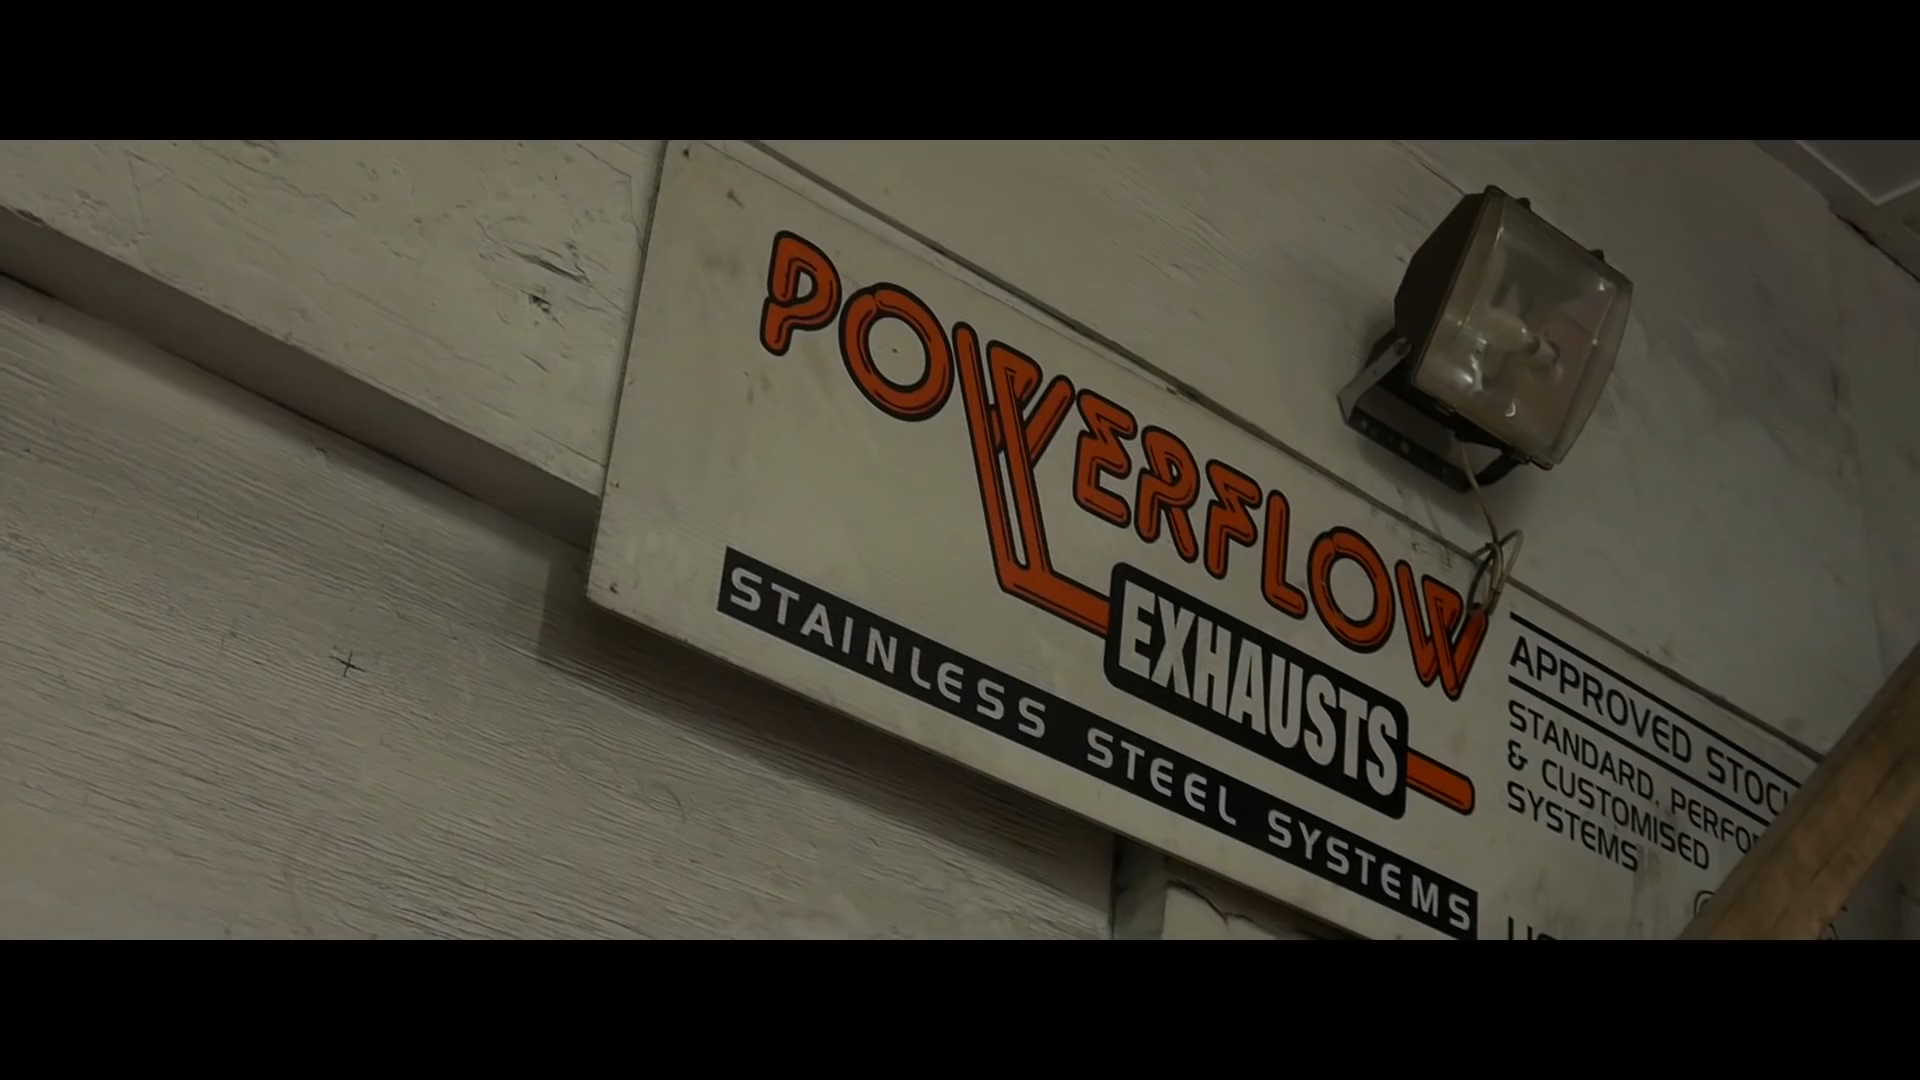 POWERFLOW
EXHAUSTS
STAINLESS STEEL SYSTEMS
APPROVED
STANDARD,
& CUSTOMISED
SYSTEMS